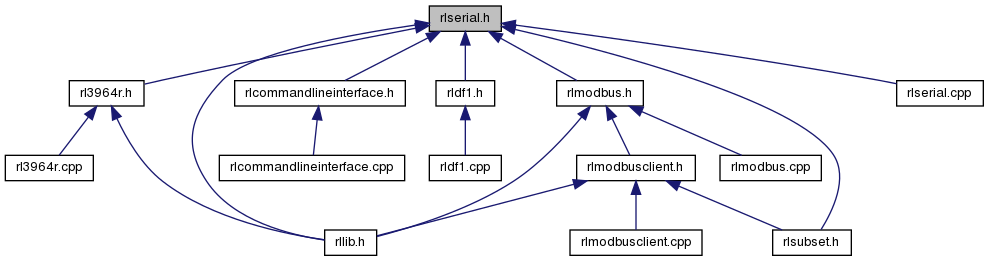 rlserial.h
rl3964r.h
rlcommandlineinterface.h
rldf1.h
rlmodbus.h
rlserial.cpp
rl3964r.cpp
rlcommandlineinterface.cpp
rldf1.cpp
rlmodbusclient.h
rlmodbus.cpp
rllib.h
rlmodbusclient.cpp
rlsubset.h